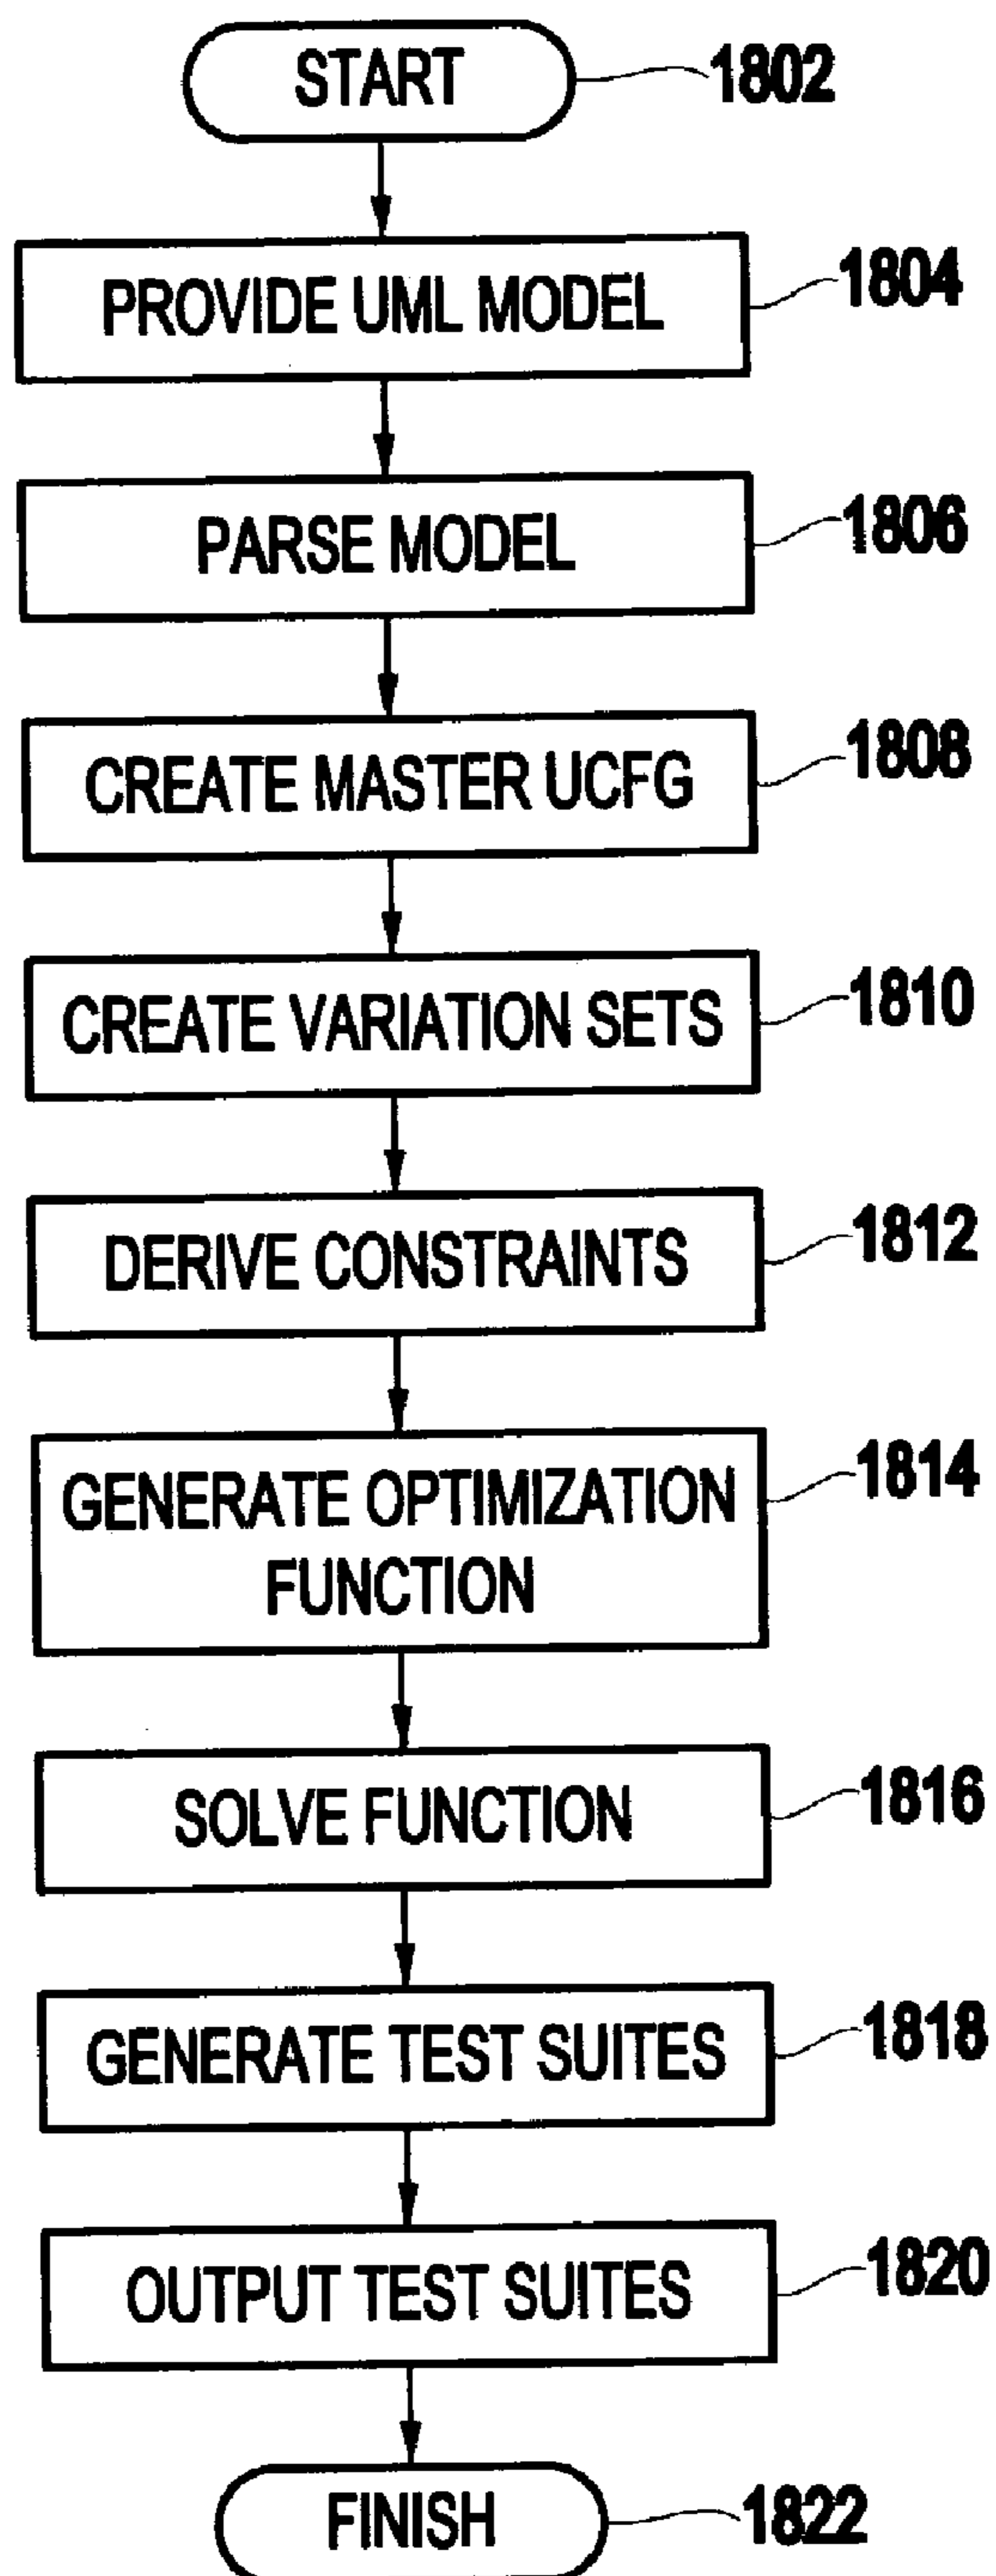 START
1802
PROVIDE UML MODEL
1804
PARSE MODEL
1806
CREATE MASTER UCFG
1808
CREATE VARIATION SETS
1810
DERIVE CONSTRAINTS
1812
GENERATE OPTIMIZATION
FUNCTION
1814
SOLVE FUNCTION
1816
GENERATE TEST SUITES
1818
OUTPUT TEST SUITES
1820
FINISH
1822